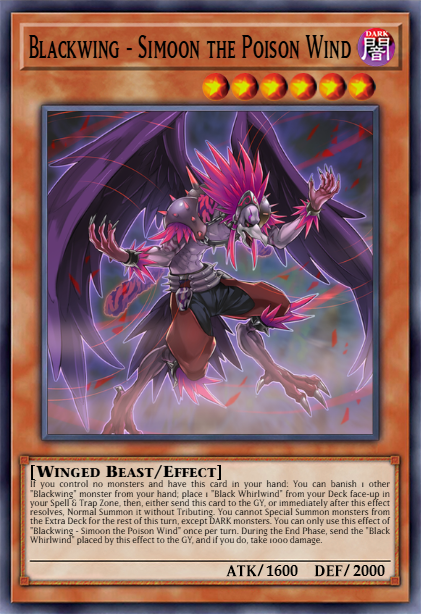 Blackwing - Simoon the Poison Wind
DARK
闇
[Winged Beast/Effect]
If you control no monsters and have this card in your hand: You can banish 1 other
"Blackwing" monster from your hand; place 1 "Black Whirlwind" from your Deck face-up in
your Spell & Trap Zone, then, either send this card to the GY, or immediately after this effect
resolves, Normal Summon it without Tributing. You cannot Special Summon monsters from
the Extra Deck for the rest of this turn, except DARK monsters. You can only use this effect of
"Blackwing - Simoon the Poison Wind" once per turn. During the End Phase, send the "Black
Whirlwind" placed by this effect to the GY, and if you do, take 1000 damage.
ATK/1600 DEF/2000